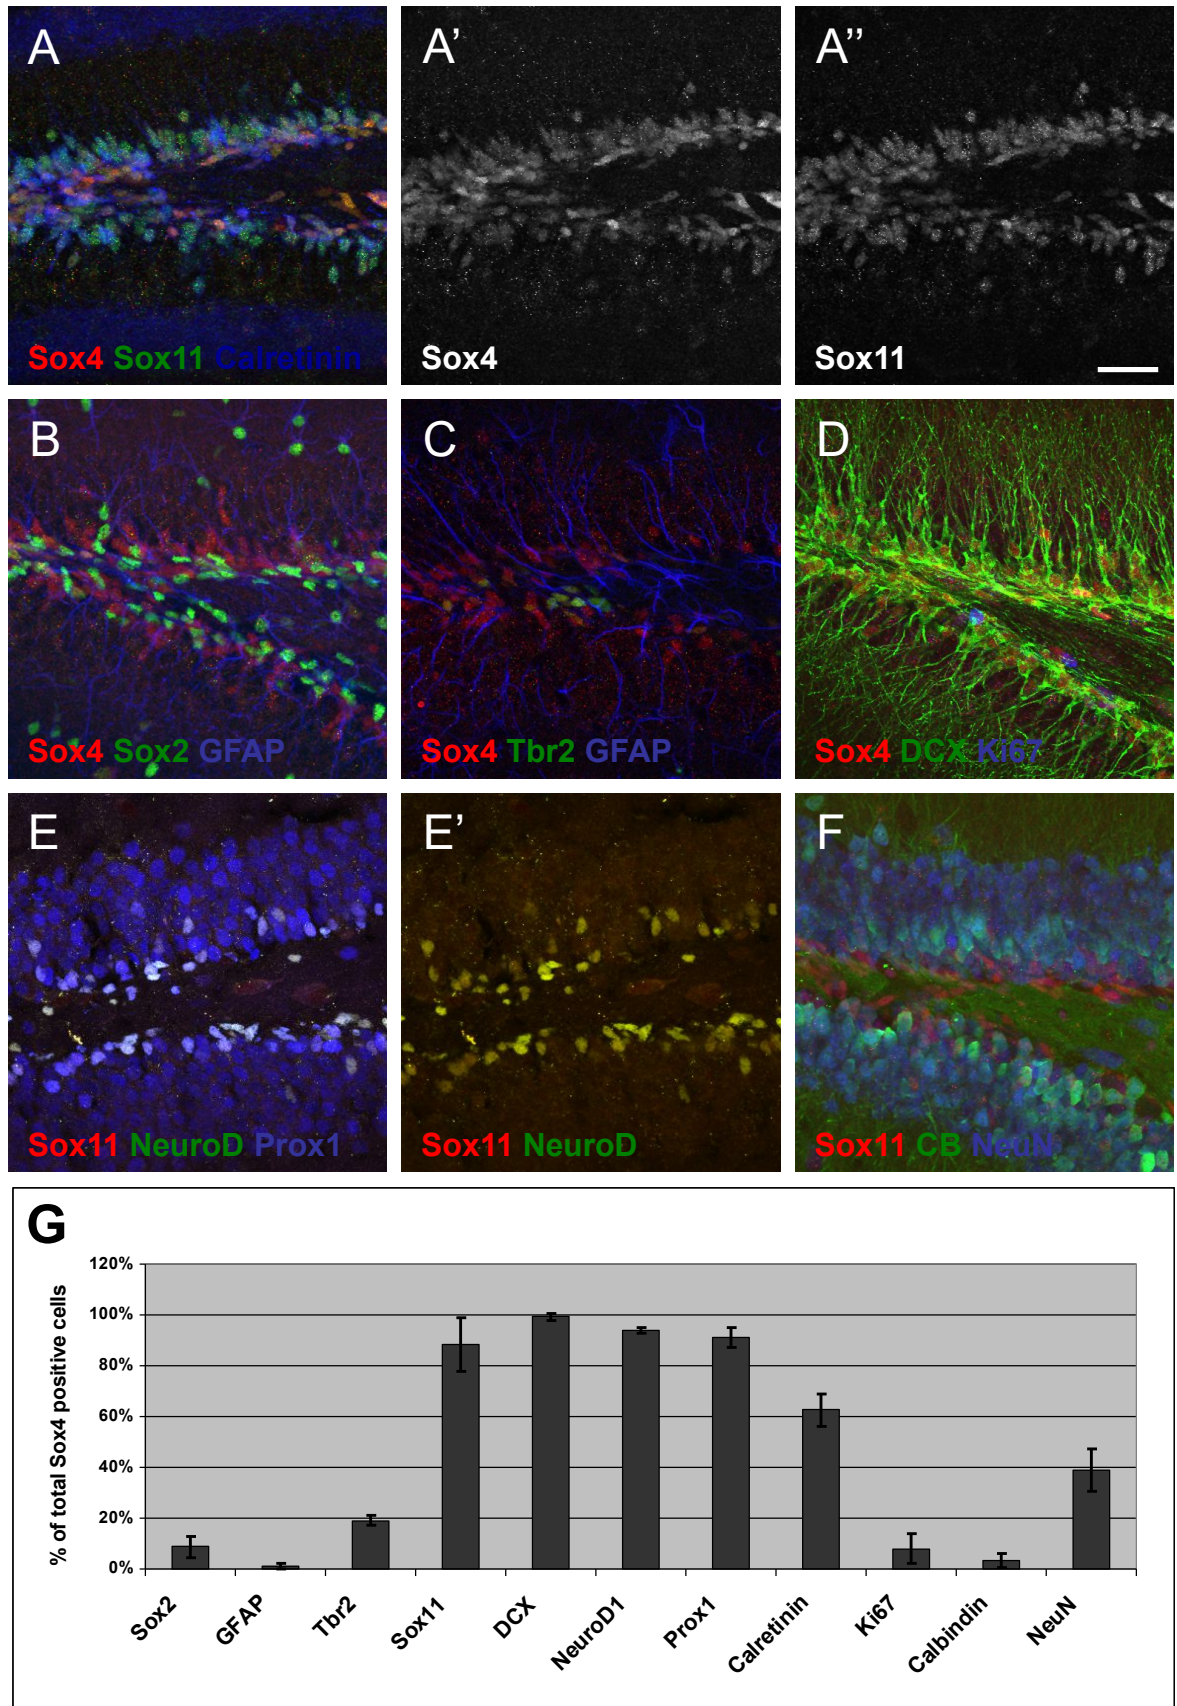 A
Sox4 Sox11 Calretinin
A'
Sox4
A''
Sox11
B
Sox4 Sox2 GFAP
C
Sox4 Tbr2 GFAP
D
Sox4 DCX Ki67
E
Sox11 NeuroD Prox1
E'
Sox11 NeuroD
F
Sox11 CB NeuN
G
% of total Sox4 positive cells
120%
100%
80%
60%
40%
20%
0%
Sox2
GFAP
Tbr2
Sox11
DCX
NeuroD1
Prox1
Calretinin
Ki67
Calbindin
NeuN